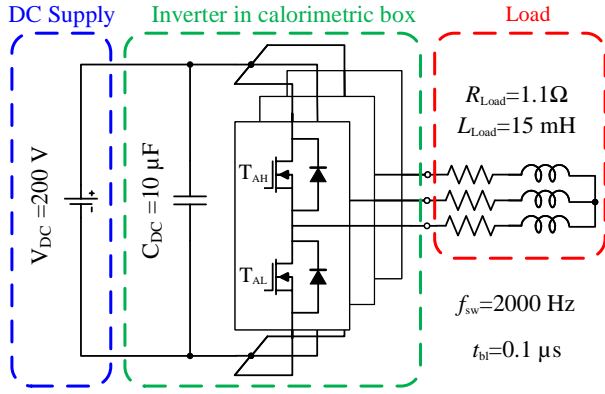 DC Supply
Inverter in calorimetric box
Load
V_DC =200 V
+
-
C_DC = 10 µF
T_AH
T_AL
R_Load=1.1Ω
L_Load=15 mH
f_sw=2000 Hz
t_bl=0.1 µs